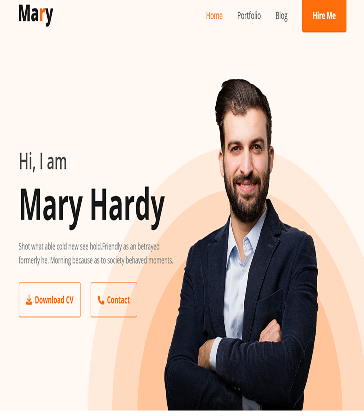 Mary
Home Portfolio Blog Hire Me
Hi, I am
Mary Hardy
Shot what able cold new see hold.Friendly as an betrayed
formerly he. Morning because as to society behaved moments.
Download CV Contact